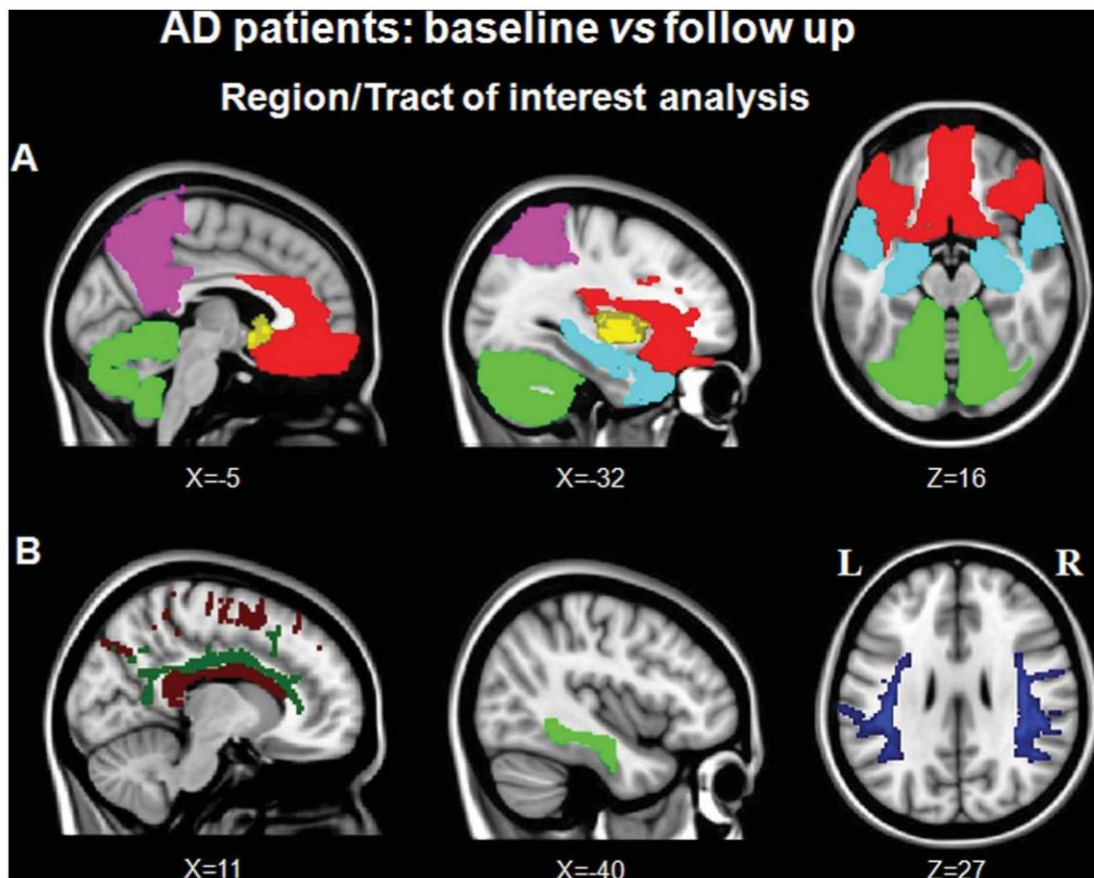 AD patients: baseline vs follow up
Region/Tract of interest analysis
A
X=-5
X=-32
Z=16
B
L
R
X=11
X=-40
Z=27